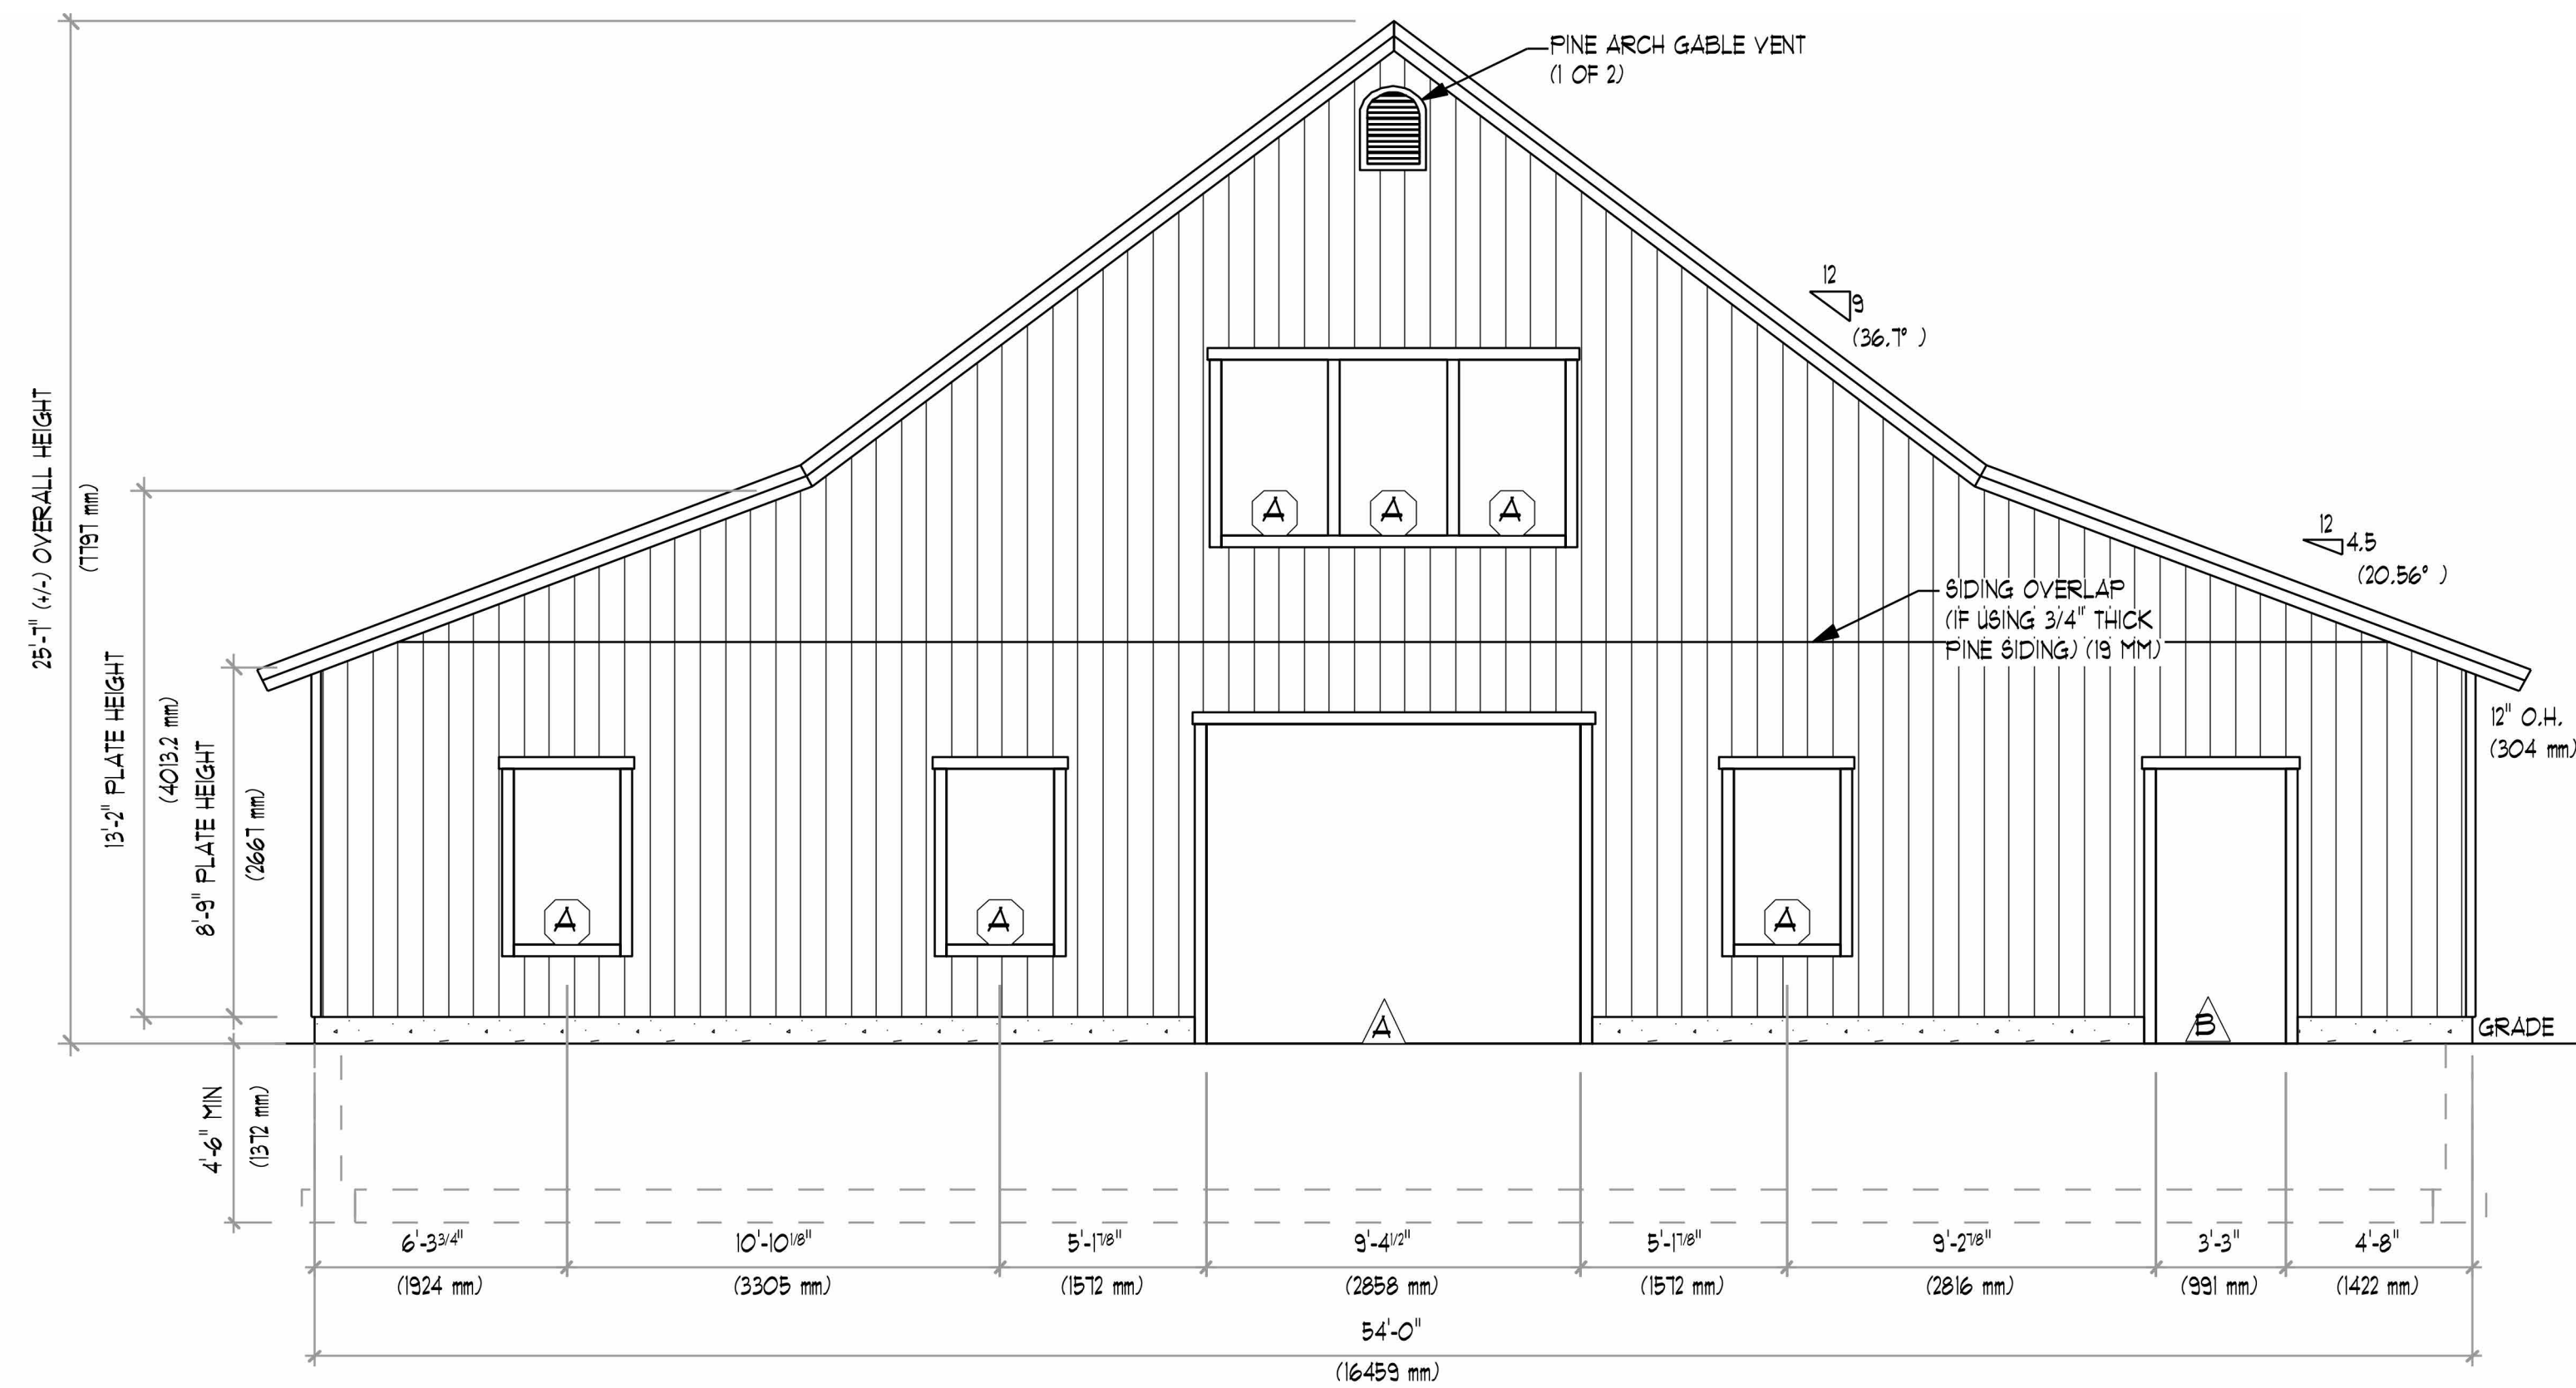 PINE ARCH GABLE VENT
(1 OF 2)
12
9
(36.7° )
25'-7" (+/-) OVERALL HEIGHT
(7797 mm)
A
A
A
12
4.5
(20.56° )
SIDING OVERLAP
(IF USING 3/4" THICK
PINE SIDING) (19 MM)
13'-2" PLATE HEIGHT
(4013.2 mm)
8'-9" PLATE HEIGHT
(2667 mm)
12" O.H.
(304 mm)
A
A
A
A
B
GRADE
4'-6" MIN
(1372 mm)
6'-3 3/4"
10'-10 1/8"
5'-1 7/8"
9'-4 1/2"
5'-1 7/8"
9'-2 7/8"
3'-3"
4'-8"
(1924 mm)
(3305 mm)
(1572 mm)
(2858 mm)
(1572 mm)
(2816 mm)
(991 mm)
(1422 mm)
54'-0"
(16459 mm)